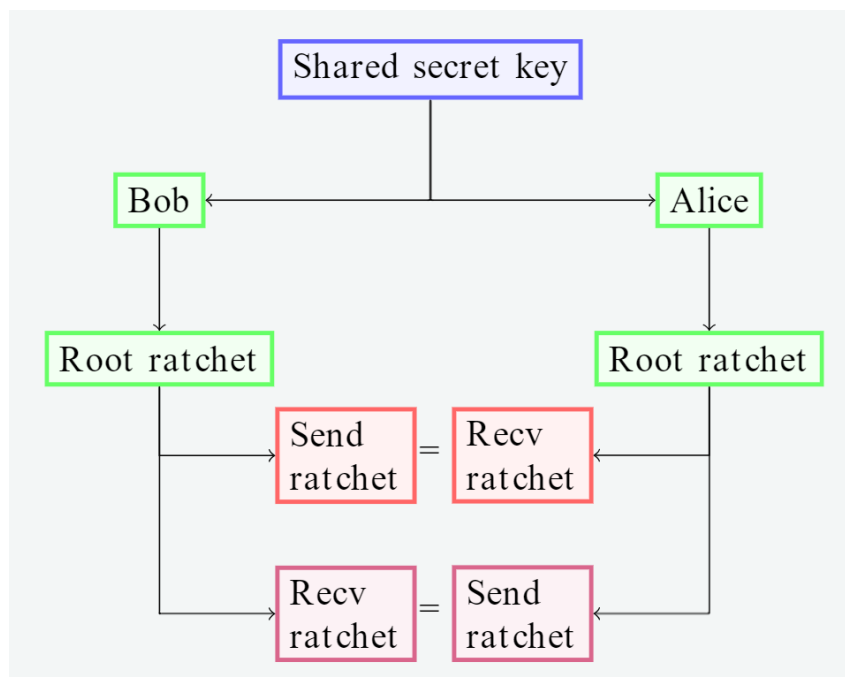 Shared secret key
Bob
Alice
Root ratchet
Root ratchet
Send
ratchet
=
Recv
ratchet
Recv
ratchet
=
Send
ratchet